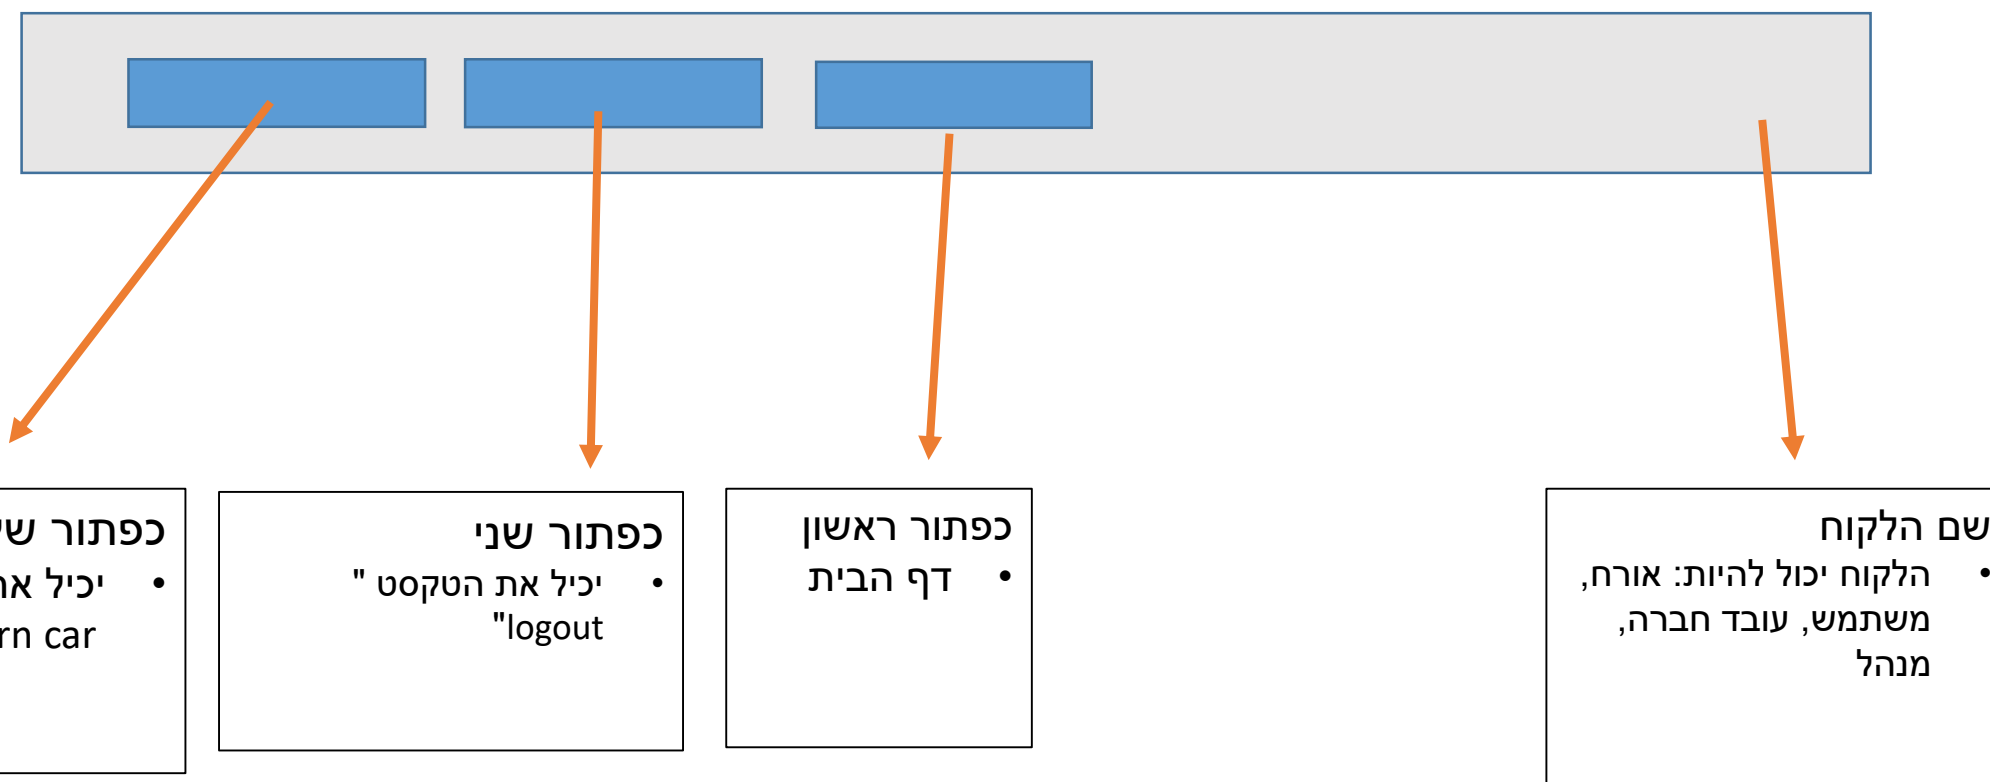 שם הלקוח
• הלקוח יכול להיות: אורח,
משתמש, עובד חברה,
מנהל
כפתור ראשון
• דף הבית
כפתור שני
• יכיל את הטקסט "
logout"
כפתור
• יכיל
car